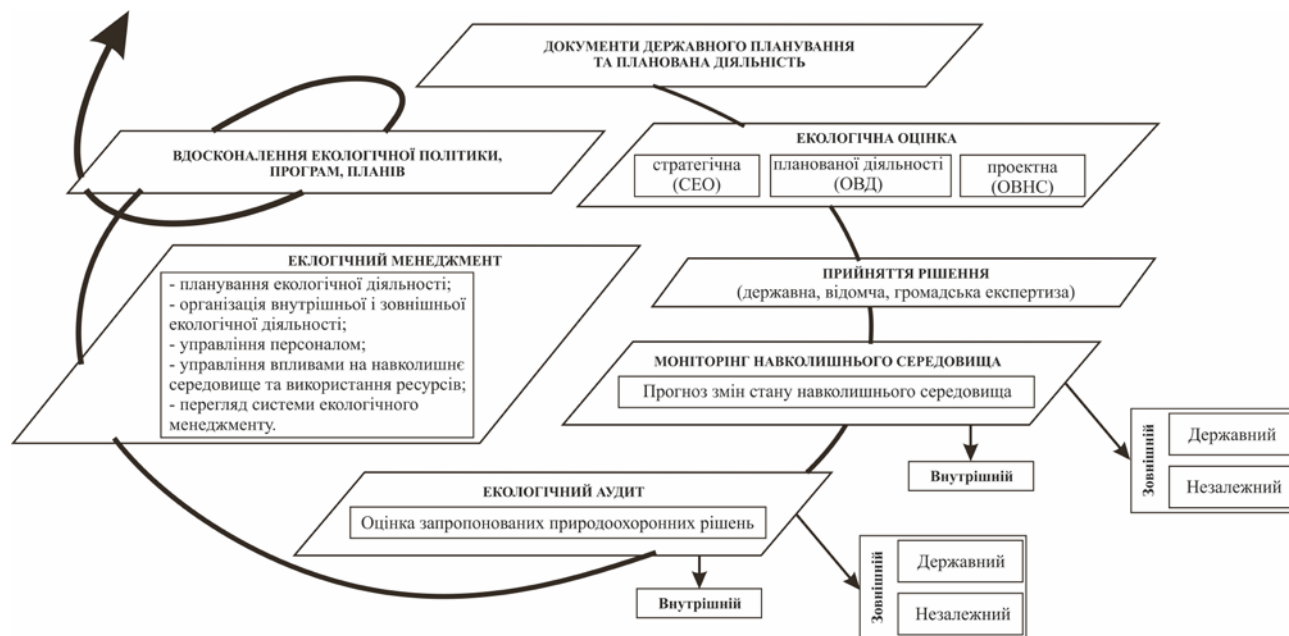 ДОКУМЕНТИ ДЕРЖАВНОГО ПЛАНУВАННЯ
ТА ПЛАНОВАНА ДІЯЛЬНІСТЬ
ЕКОЛОГІЧНА ОЦІНКА
стратегічна
(СЕО)
планованої діяльності
(ОВД)
проектна
(ОВНС)
ВДОСКОНАЛЕННЯ ЕКОЛОГІЧНОЇ ПОЛІТИКИ,
ПРОГРАМ, ПЛАНІВ
ПРИЙНЯТТЯ РІШЕННЯ
(державна, відомча, громадська експертиза)
ЕКЛОГІЧНИЙ МЕНЕДЖМЕНТ
- планування екологічної діяльності;
- організація внутрішньої і зовнішньої
екологічної діяльності;
- управління персоналом;
- управління впливами на навколишнє
середовище та використання ресурсів;
- перегляд системи екологічного
менеджменту.
МОНІТОРІНГ НАВКОЛИШНЬОГО СЕРЕДОВИЩА
Прогноз змін стану навколишнього середовища
Внутрішній
Зовнішній
Державний
Незалежний
ЕКОЛОГІЧНИЙ АУДИТ
Оцінка запропонованих природоохоронних рішень
Внутрішній
Зовнішній
Державний
Незалежний